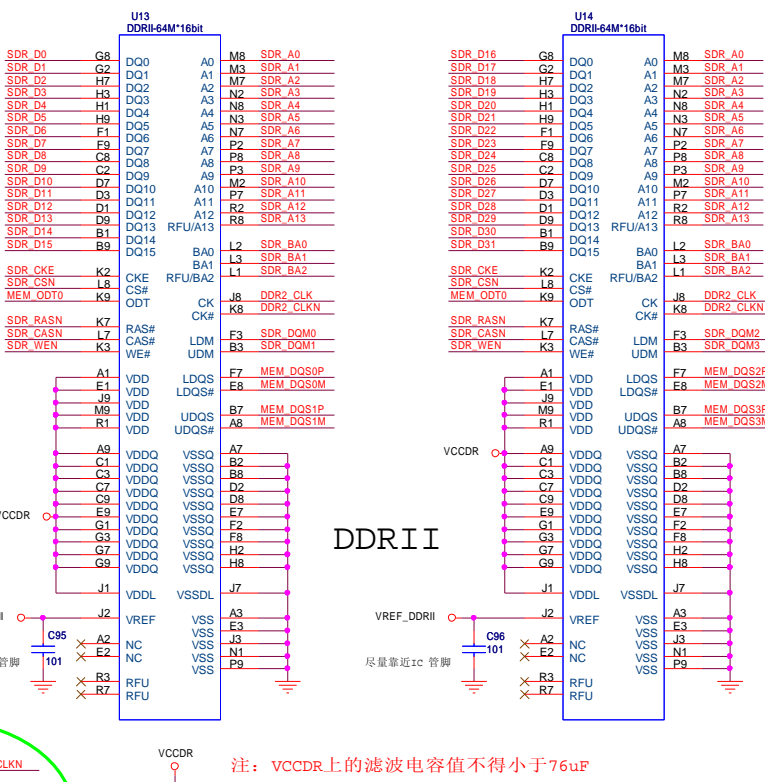 U13
DDRII-64M*16bit
SDR_D0 G8 DQ0 A0 M8 SDR_A0
SDR_D1 G2 DQ1 A1 M3 SDR_A1
SDR_D2 H7 DQ2 A2 M7 SDR_A2
SDR_D3 H3 DQ3 A3 N2 SDR_A3
SDR_D4 H1 DQ4 A4 N8 SDR_A4
SDR_D5 H9 DQ5 A5 N3 SDR_A5
SDR_D6 F1 DQ6 A6 N7 SDR_A6
SDR_D7 F9 DQ7 A7 P2 SDR_A7
SDR_D8 C8 DQ8 A8 P8 SDR_A8
SDR_D9 C2 DQ9 A9 P3 SDR_A9
SDR_D10 D7 DQ10 A10 M2 SDR_A10
SDR_D11 D3 DQ11 A11 P7 SDR_A11
SDR_D12 D1 DQ12 A12 R2 SDR_A12
SDR_D13 D9 DQ13 RFU/A13 R8 SDR_A13
SDR_D14 B1 DQ14
SDR_D15 B9 DQ15 BA0 L2 SDR_BA0
BA1 L3 SDR_BA1
SDR_CKE K2 CKE RFU/BA2 L1 SDR_BA2
SDR_CSN L8 CS#
MEM_ODT0 K9 ODT CK J8 DDR2_CLK
CK# K8 DDR2_CLKN
SDR_RASN K7 RAS#
SDR_CASN L7 CAS# LDM F3 SDR_DQM0
SDR_WEN K3 WE# UDM B3 SDR_DQM1
A1 VDD LDQS F7 MEM_DQS0P
E1 VDD LDQS# E8 MEM_DQS0M
J9 VDD
M9 VDD UDQS B7 MEM_DQS1P
R1 VDD UDQS# A8 MEM_DQS1M
A9 VDDQ VSSQ A7
C1 VDDQ VSSQ B2
C3 VDDQ VSSQ B8
C7 VDDQ VSSQ D2
C9 VDDQ VSSQ D8
VCCDR E9 VDDQ VSSQ E7
G1 VDDQ VSSQ F2
G3 VDDQ VSSQ F8
G7 VDDQ VSSQ H2
G9 VDDQ VSSQ H8
J1 VDDL VSSDL J7
J2 VREF VSS A3
VSS E3
C95 A2 NC VSS J3
101 E2 NC VSS N1
管脚 VSS P9
R3 RFU
R7 RFU
DDRII
U14
DDRII-64M*16bit
SDR_D16 G8 DQ0 A0 M8 SDR_A0
SDR_D17 G2 DQ1 A1 M3 SDR_A1
SDR_D18 H7 DQ2 A2 M7 SDR_A2
SDR_D19 H3 DQ3 A3 N2 SDR_A3
SDR_D20 H1 DQ4 A4 N8 SDR_A4
SDR_D21 H9 DQ5 A5 N3 SDR_A5
SDR_D22 F1 DQ6 A6 N7 SDR_A6
SDR_D23 F9 DQ7 A7 P2 SDR_A7
SDR_D24 C8 DQ8 A8 P8 SDR_A8
SDR_D25 C2 DQ9 A9 P3 SDR_A9
SDR_D26 D7 DQ10 A10 M2 SDR_A10
SDR_D27 D3 DQ11 A11 P7 SDR_A11
SDR_D28 D1 DQ12 A12 R2 SDR_A12
SDR_D29 D9 DQ13 RFU/A13 R8 SDR_A13
SDR_D30 B1 DQ14
SDR_D31 B9 DQ15 BA0 L2 SDR_BA0
BA1 L3 SDR_BA1
SDR_CKE K2 CKE RFU/BA2 L1 SDR_BA2
SDR_CSN L8 CS#
MEM_ODT0 K9 ODT CK J8 DDR2_CLK
CK# K8 DDR2_CLKN
SDR_RASN K7 RAS#
SDR_CASN L7 CAS# LDM F3 SDR_DQM2
SDR_WEN K3 WE# UDM B3 SDR_DQM3
A1 VDD LDQS F7 MEM_DQS2P
E1 VDD LDQS# E8 MEM_DQS2M
J9 VDD
M9 VDD UDQS B7 MEM_DQS3P
R1 VDD UDQS# A8 MEM_DQS3M
VCCDR A9 VDDQ VSSQ A7
C1 VDDQ VSSQ B2
C3 VDDQ VSSQ B8
C7 VDDQ VSSQ D2
C9 VDDQ VSSQ D8
E9 VDDQ VSSQ E7
G1 VDDQ VSSQ F2
G3 VDDQ VSSQ F8
G7 VDDQ VSSQ H2
G9 VDDQ VSSQ H8
J1 VDDL VSSDL J7
VREF_DDRII J2 VREF VSS A3
VSS E3
C96 A2 NC VSS J3
101 E2 NC VSS N1
尽量靠近IC 管脚 VSS P9
R3 RFU
R7 RFU
CLKN
VCCDR
注: VCCDR上的滤波电容值不得小于76uF